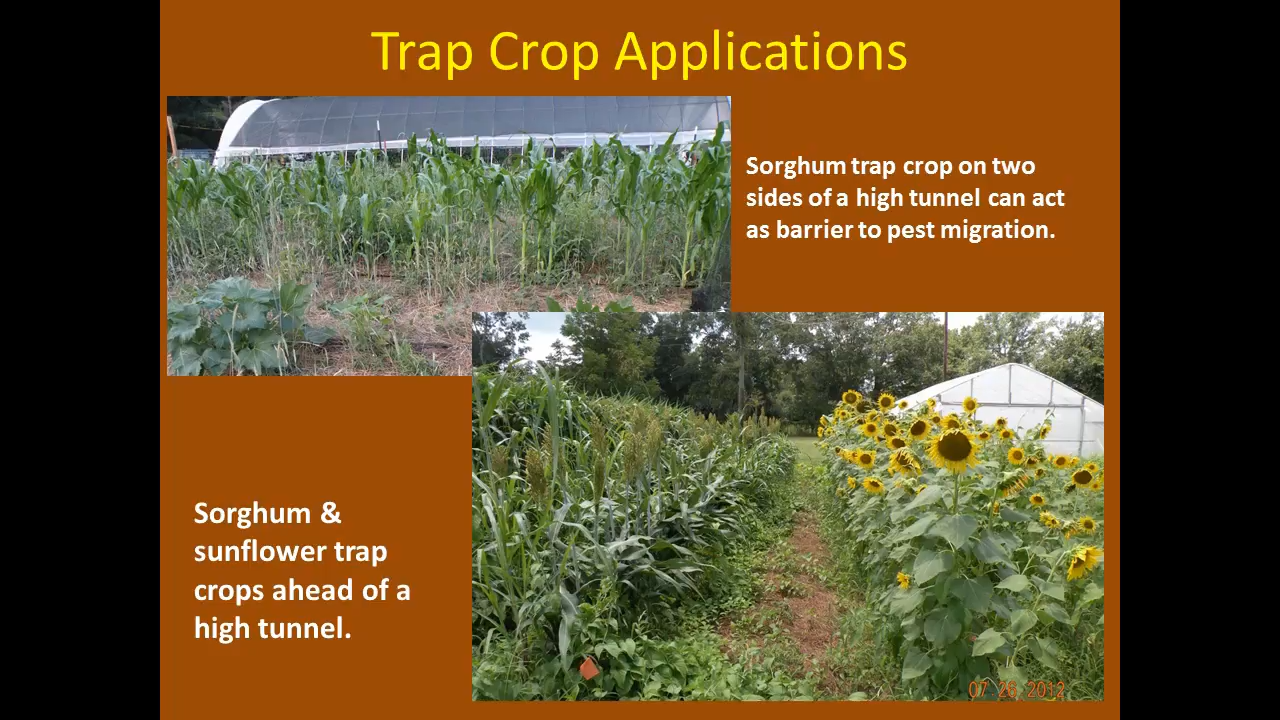 Trap Crop Applications
Sorghum trap crop on two
sides of a high tunnel can act
as barrier to pest migration.
Sorghum &
sunflower trap
crops ahead of a
high tunnel.
07 26 2012